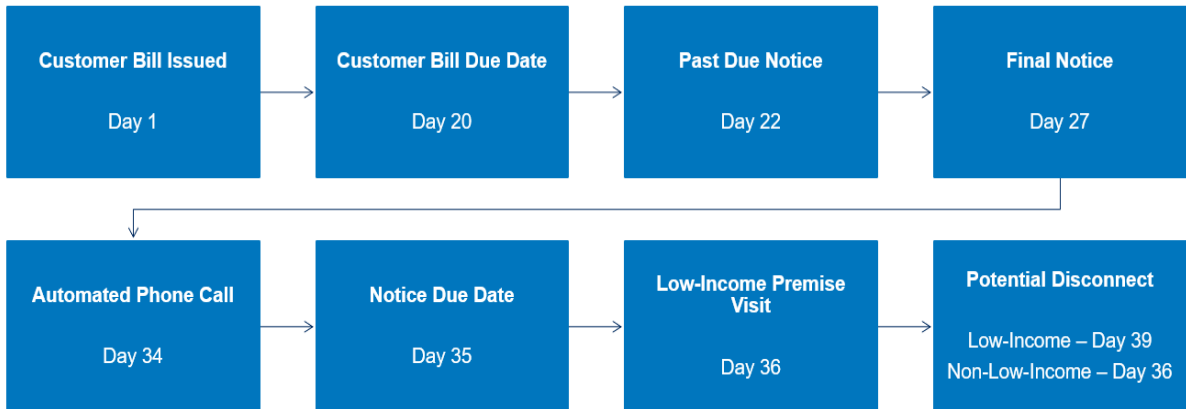 Customer Bill Issued
Day 1
Customer Bill Due Date
Day 20
Past Due Notice
Day 22
Final Notice
Day 27
Automated Phone Call
Day 34
Notice Due Date
Day 35
Low-Income Premise
Visit
Day 36
Potential Disconnect
Low-Income – Day 39
Non-Low-Income – Day 36